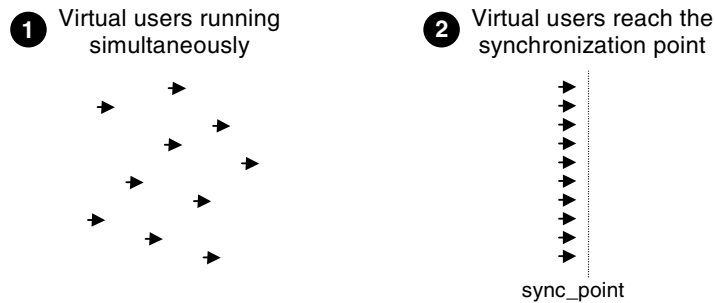 1 Virtual users running
simultaneously
2 Virtual users reach the
synchronization point
sync_point